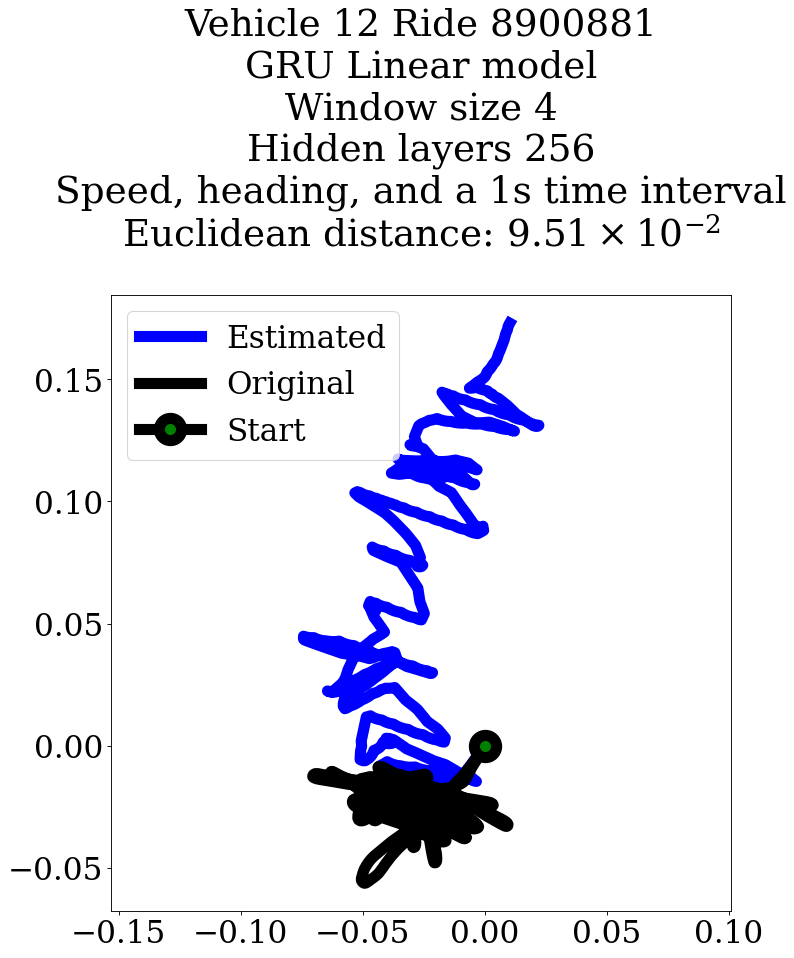 Vehicle 12 Ride 8900881
GRU Linear model
Window size 4
Hidden layers 256
Speed, heading, and a 1s time interval
Euclidean distance: 9.51 × 10⁻²
Estimated
Original
Start
0.15
0.10
0.05
0.00
−0.05
−0.15 −0.10 −0.05 0.00 0.05 0.10